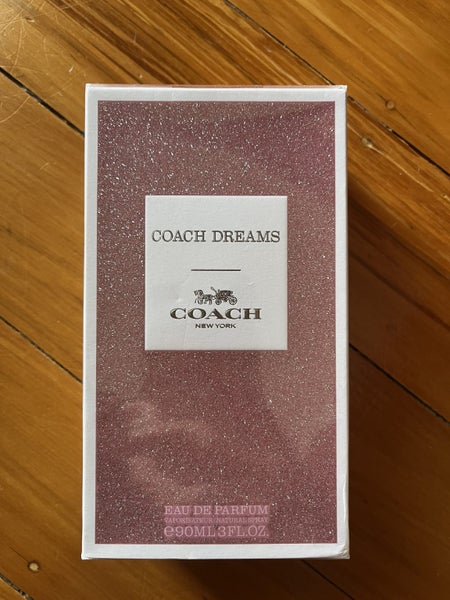 COACH DREAMS
COACH
NEW YORK
EAU DE PARFUM
VAPORISATEUR NATURAL SPRAY
℮90ML 3FL.OZ.